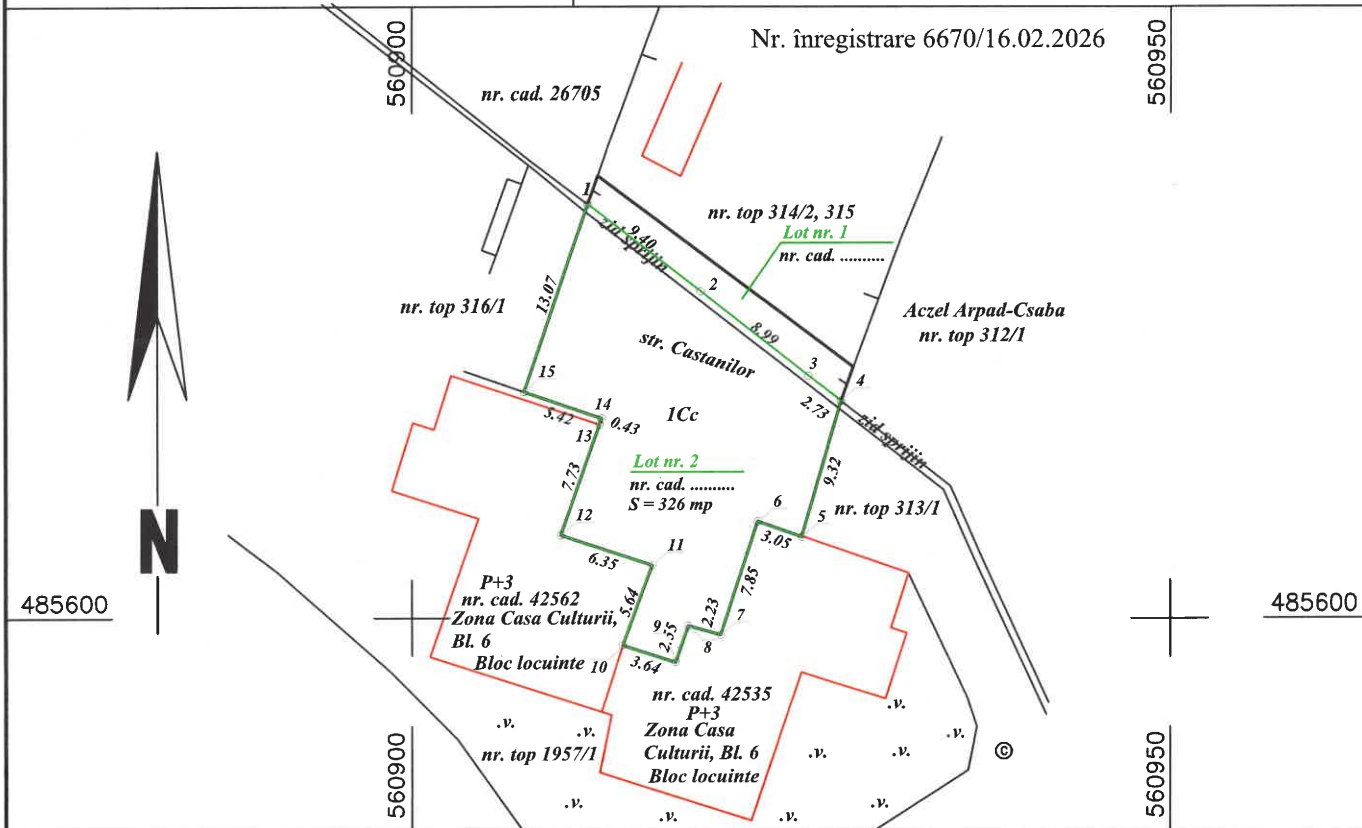 Nr. înregistrare 6670/16.02.2026
560900
560950
nr. cad. 26705
1
nr. top 314/2, 315
Lot nr. 1
nr. cad. ..........
zid sprijin
9.40
2
13.07
nr. top 316/1
8.99
Aczel Arpad-Csaba
nr. top 312/1
str. Castanilor
3
4
15
2.73
14
5.42
0.43
13
1Cc
zid sprijin
7.73
9.32
Lot nr. 2
nr. cad. ..........
S = 326 mp
6
5
nr. top 313/1
12
3.05
11
6.35
N
P+3
nr. cad. 42562
Zona Casa Culturii,
Bl. 6
Bloc locuinte
5.64
7.85
2.23
7
9
2.35
8
10
3.64
485600
485600
nr. cad. 42535
P+3
Zona Casa
Culturii, Bl. 6
Bloc locuinte
.v.
.v.
.v.
nr. top 1957/1
.v.
.v.
.v.
C
560900
560950
.v.
.v.
.v.
.v.